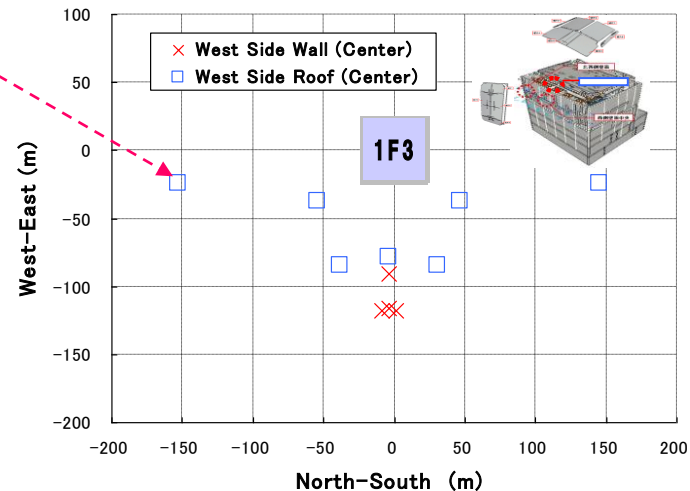 West Side Wall (Center)
West Side Roof (Center)
1F3
100
50
0
-50
-100
-150
-200
West-East (m)
-200 -150 -100 -50 0 50 100 150 200
North-South (m)